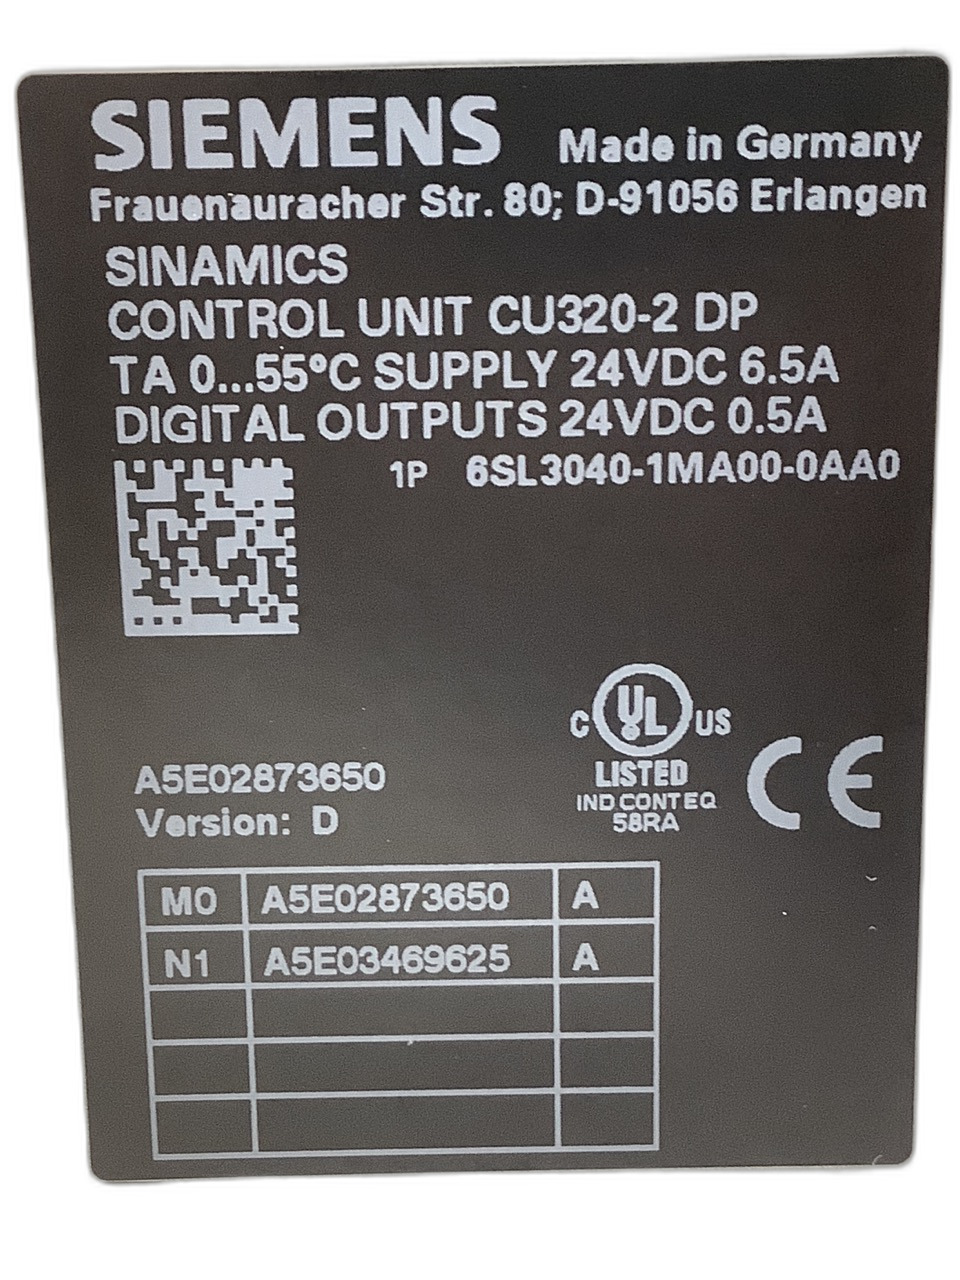 SIEMENS Made in Germany
Frauenauracher Str. 80; D-91056 Erlangen
SINAMICS
CONTROL UNIT CU320-2 DP
TA 0...55°C SUPPLY 24VDC 6.5A
DIGITAL OUTPUTS 24VDC 0.5A
1P 6SL3040-1MA00-0AA0
C UL US
LISTED
IND CONT EQ
58RA
CE
A5E02873650
Version: D
M0 A5E02873650 A
N1 A5E03469625 A